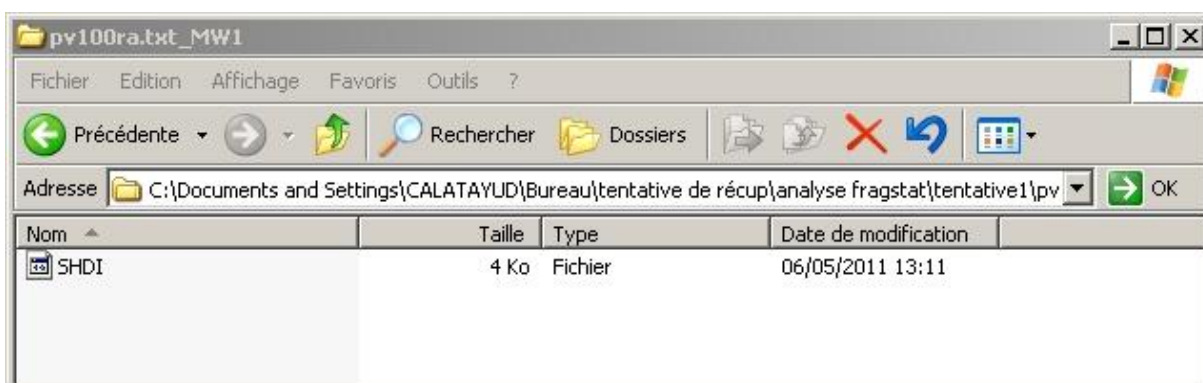 pv100ra.txt_MW1
Fichier Edition Affichage Favoris Outils ?
Précédente Rechercher Dossiers
Adresse C:\Documents and Settings\CALATAYUD\Bureau\tentative de récup\analyse fragstat\tentative1\pv OK
Nom Taille Type Date de modification
SHDI 4 Ko Fichier 06/05/2011 13:11